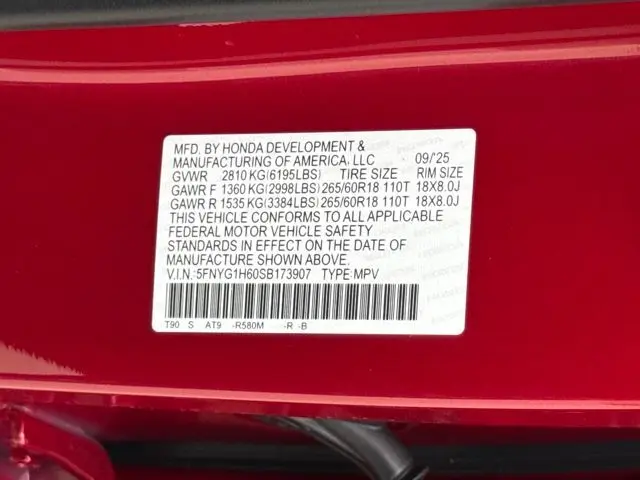 MFD. BY HONDA DEVELOPMENT &
MANUFACTURING OF AMERICA, LLC 09/'25
GVWR 2810 KG(6195LBS) TIRE SIZE RIM SIZE
GAWR F 1360 KG(2998LBS) 265/60R18 110T 18X8.0J
GAWR R 1535 KG(3384LBS) 265/60R18 110T 18X8.0J
THIS VEHICLE CONFORMS TO ALL APPLICABLE
FEDERAL MOTOR VEHICLE SAFETY
STANDARDS IN EFFECT ON THE DATE OF
MANUFACTURE SHOWN ABOVE.
V.I.N.:5FNYG1H60SB173907 TYPE:MPV
T90 S AT9 -R580M -R -B